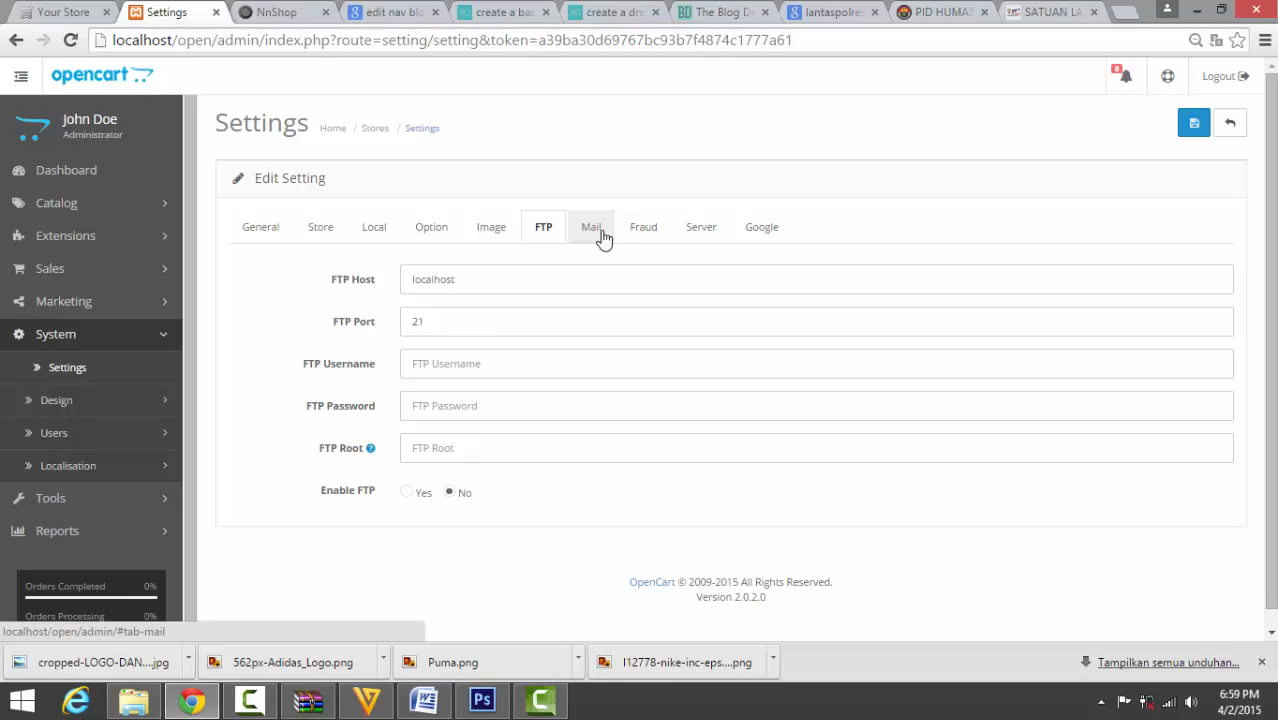 Your Store
Settings
NnShop
edit nav blo
create a bas
create a dro
The Blog De
lantaspolres
PID HUMAS
SATUAN LA
localhost/open/admin/index.php?route=setting/setting&token=a39ba30d69767bc93b7f4874c1777a61
opencart
0
Logout
John Doe
Administrator
Settings
Home / Stores / Settings
Dashboard
Catalog
Extensions
Sales
Marketing
System
Settings
Design
Users
Localisation
Tools
Reports
Orders Completed 0%
Orders Processing 0%
Edit Setting
General Store Local Option Image FTP Mail Fraud Server Google
FTP Host localhost
FTP Port 21
FTP Username FTP Username
FTP Password FTP Password
FTP Root FTP Root
Enable FTP Yes No
OpenCart © 2009-2015 All Rights Reserved.
Version 2.0.2.0
localhost/open/admin/#tab-mail
cropped-LOGO-DAN....jpg
562px-Adidas_Logo.png
Puma.png
l12778-nike-inc-eps....png
Tampilkan semua unduhan...
6:59 PM
4/2/2015